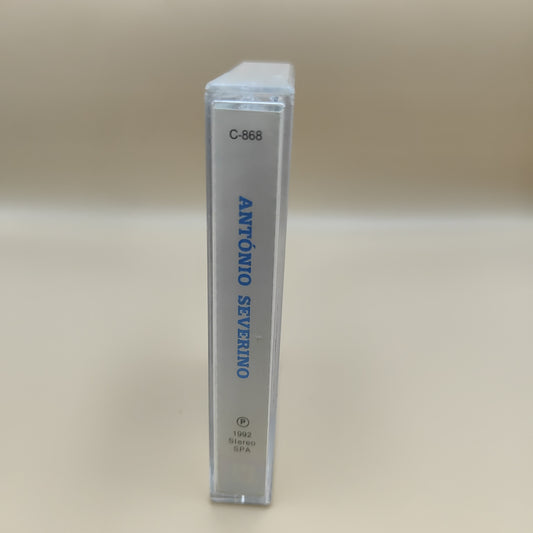 C-868
ANTÓNIO SEVERINO
Ⓟ
1992
Stereo
SPA